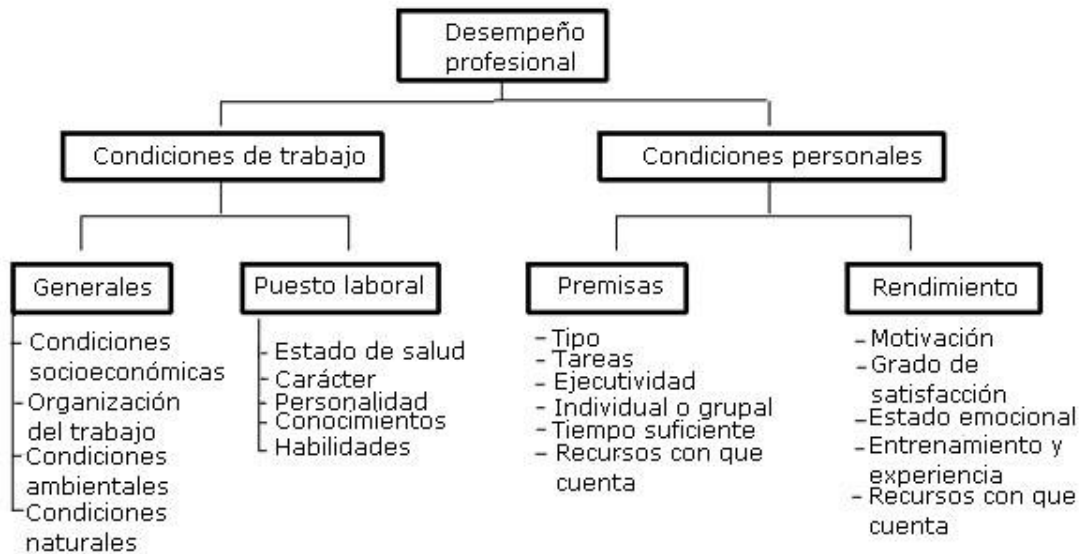 Desempeño
profesional
Condiciones de trabajo
Condiciones personales
Generales
Puesto laboral
Premisas
Rendimiento
- Condiciones
socioeconómicas
- Organización
del trabajo
- Condiciones
ambientales
- Condiciones
naturales
- Estado de salud
- Carácter
- Personalidad
- Conocimientos
- Habilidades
- Tipo
- Tareas
- Ejecutividad
- Individual o grupal
- Tiempo suficiente
- Recursos con que
cuenta
- Motivación
- Grado de
satisfacción
- Estado emocional
- Entrenamiento y
experiencia
- Recursos con que
cuenta